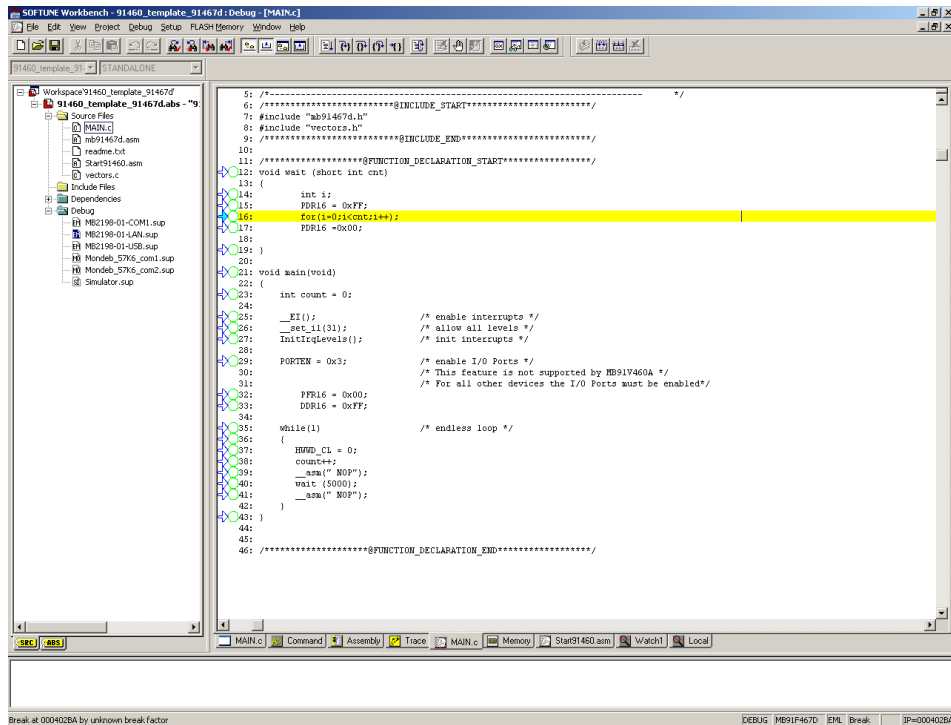 SOFTUNE Workbench - 91460_template_91467d : Debug - [MAIN.c]
File Edit View Project Debug Setup FLASH Memory Window Help
91460_template_91- STANDALONE
Workspace'91460_template_91467d'
91460_template_91467d.abs - "9:
Source Files
MAIN.c
mb91467d.asm
readme.txt
Start91460.asm
vectors.c
Include Files
Dependencies
Debug
MB2198-01-COM1.sup
MB2198-01-LAN.sup
MB2198-01-USB.sup
Mondeb_57K6_com1.sup
Mondeb_57K6_com2.sup
Simulator.sup
SRC ABS
5: /*------------------------------------------------------------------------ */
6: /*************************@INCLUDE_START************************/
7: #include "mb91467d.h"
8: #include "vectors.h"
9: /**************************@INCLUDE_END*************************/
10:
11: /*******************@FUNCTION_DECLARATION_START*****************/
12: void wait (short int cnt)
13: {
14: int i;
15: PDR16 = 0xFF;
16: for(i=0;i<cnt;i++);
17: PDR16 =0x00;
18:
19: }
20:
21: void main(void)
22: {
23: int count = 0;
24:
25: __EI(); /* enable interrupts */
26: __set_il(31); /* allow all levels */
27: InitIrqLevels(); /* init interrupts */
28:
29: PORTEN = 0x3; /* enable I/O Ports */
30: /* This feature is not supported by MB91V460A */
31: /* For all other devices the I/O Ports must be enabled*/
32: PFR16 = 0x00;
33: DDR16 = 0xFF;
34:
35: while(1) /* endless loop */
36: {
37: HWWD_CL = 0;
38: count++;
39: __asm(" NOP");
40: wait (5000);
41: __asm(" NOP");
42: }
43: }
44:
45:
46: /********************@FUNCTION_DECLARATION_END******************/
MAIN.c Command Assembly Trace MAIN.c Memory Start91460.asm Watch1 Local
Break at 000402BA by unknown break factor
DEBUG MB91F467D EML Break IP=000402BA